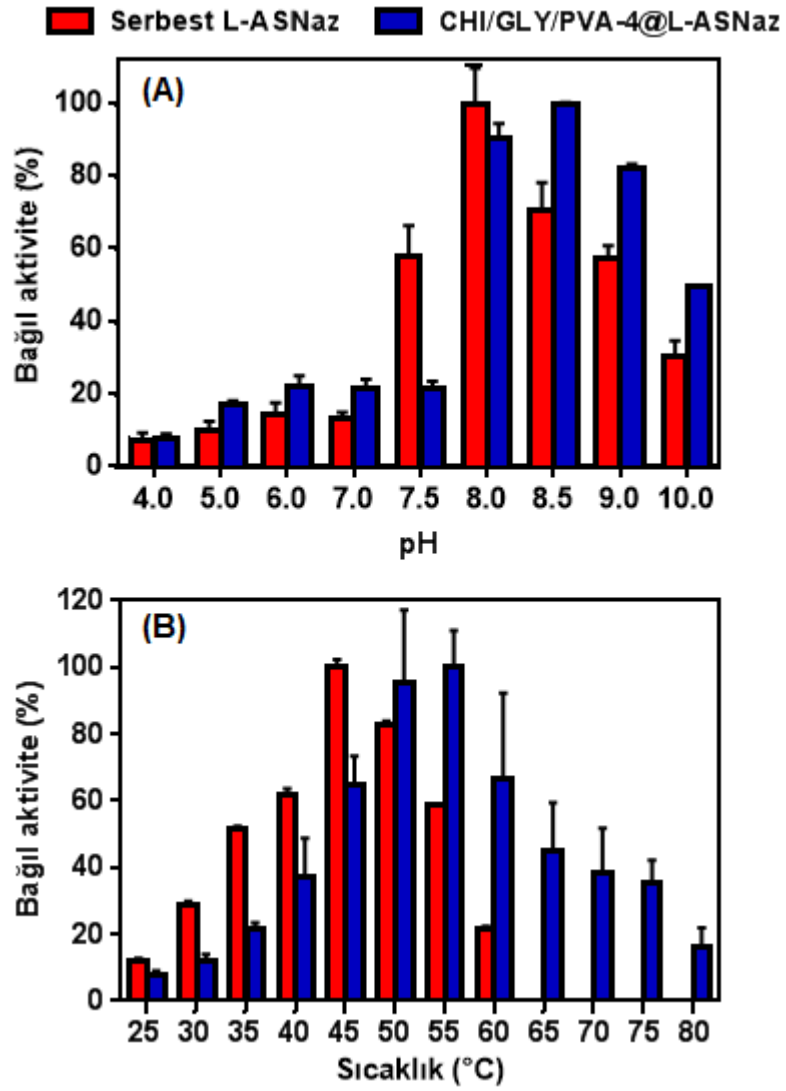 Serbest L-ASNaz CHI/GLY/PVA-4@L-ASNaz
(A)
Bağıl aktivite (%)
100
80
60
40
20
0
4.0 5.0 6.0 7.0 7.5 8.0 8.5 9.0 10.0
pH
(B)
Bağıl aktivite (%)
120
100
80
60
40
20
0
25 30 35 40 45 50 55 60 65 70 75 80
Sıcaklık (°C)